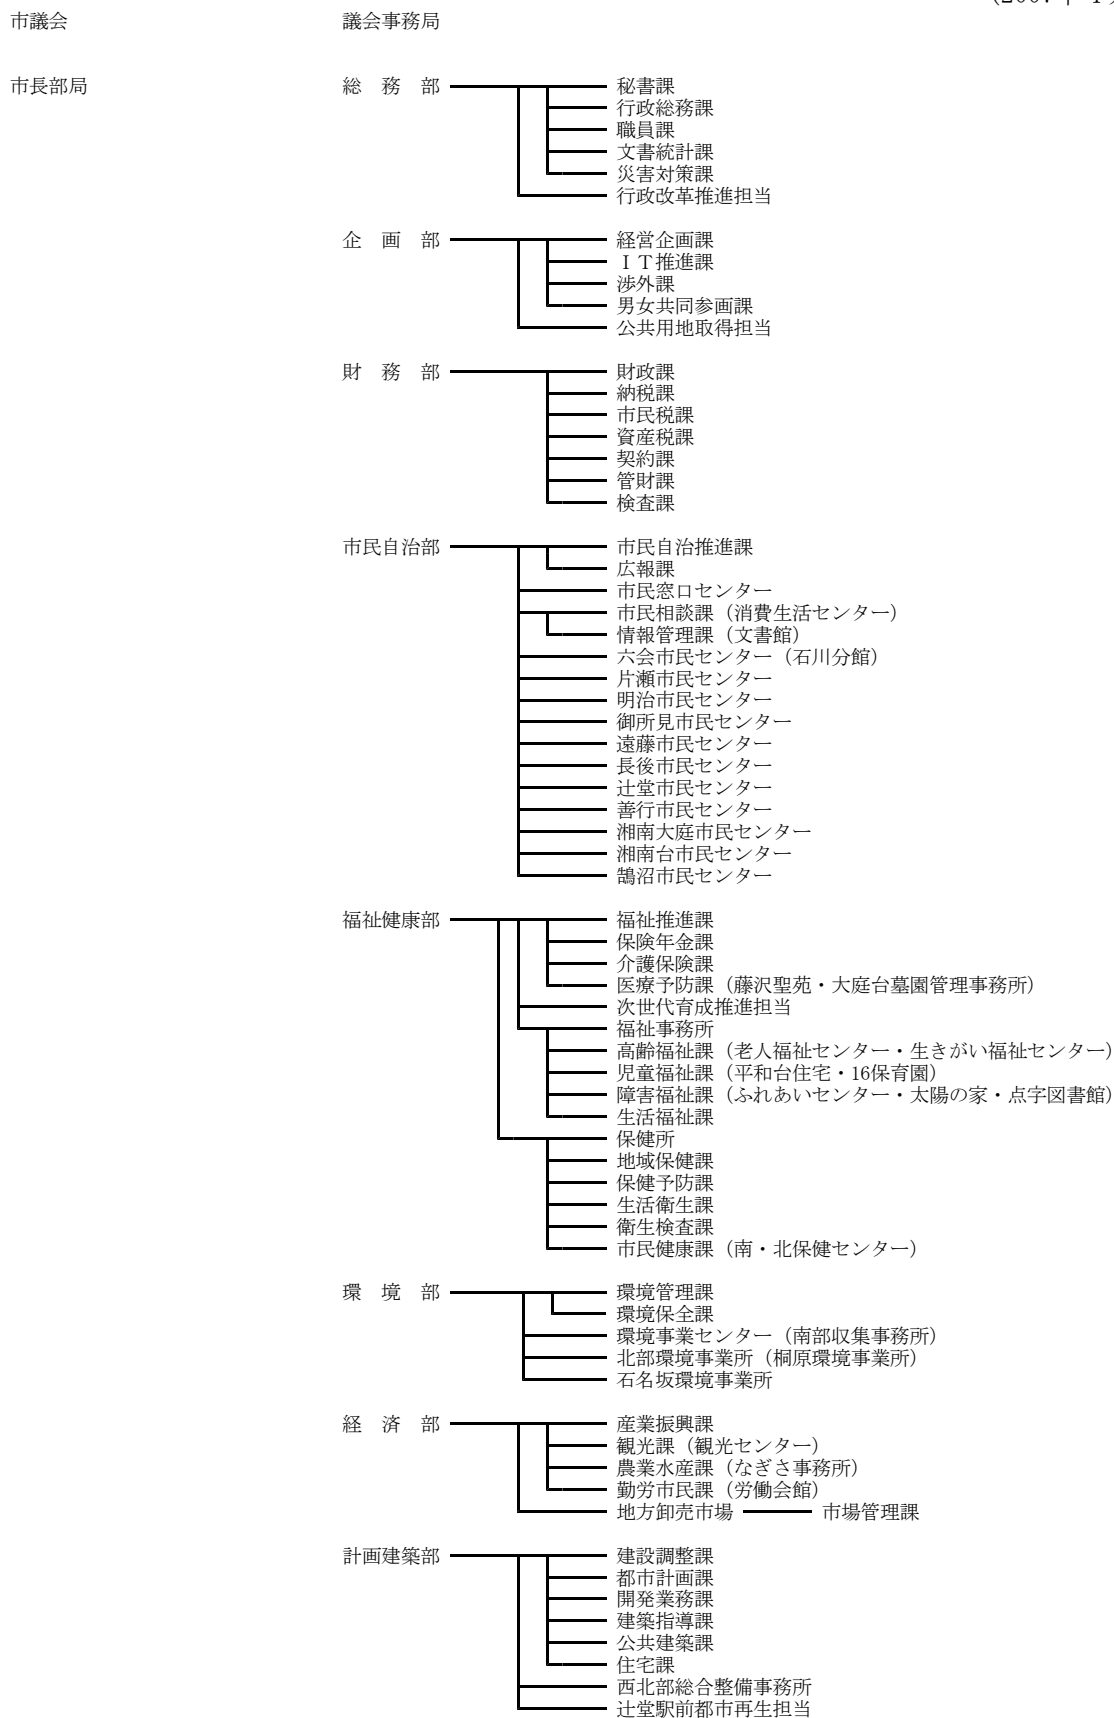 市議会 議会事務局
市長部局 総 務 部 秘書課
行政総務課
職員課
文書統計課
災害対策課
行政改革推進担当
企 画 部 経営企画課
ＩＴ推進課
渉外課
男女共同参画課
公共用地取得担当
財 務 部 財政課
納税課
市民税課
資産税課
契約課
管財課
検査課
市民自治部 市民自治推進課
広報課
市民窓口センター
市民相談課（消費生活センター）
情報管理課（文書館）
六会市民センター（石川分館）
片瀬市民センター
明治市民センター
御所見市民センター
遠藤市民センター
長後市民センター
辻堂市民センター
善行市民センター
湘南大庭市民センター
湘南台市民センター
鵠沼市民センター
福祉健康部 福祉推進課
保険年金課
介護保険課
医療予防課（藤沢聖苑・大庭台墓園管理事務所）
次世代育成推進担当
福祉事務所
高齢福祉課（老人福祉センター・生きがい福祉センター）
児童福祉課（平和台住宅・16保育園）
障害福祉課（ふれあいセンター・太陽の家・点字図書館）
生活福祉課
保健所
地域保健課
保健予防課
生活衛生課
衛生検査課
市民健康課（南・北保健センター）
環 境 部 環境管理課
環境保全課
環境事業センター（南部収集事務所）
北部環境事業所（桐原環境事業所）
石名坂環境事業所
経 済 部 産業振興課
観光課（観光センター）
農業水産課（なぎさ事務所）
勤労市民課（労働会館）
地方卸売市場 市場管理課
計画建築部 建設調整課
都市計画課
開発業務課
建築指導課
公共建築課
住宅課
西北部総合整備事務所
辻堂駅前都市再生担当